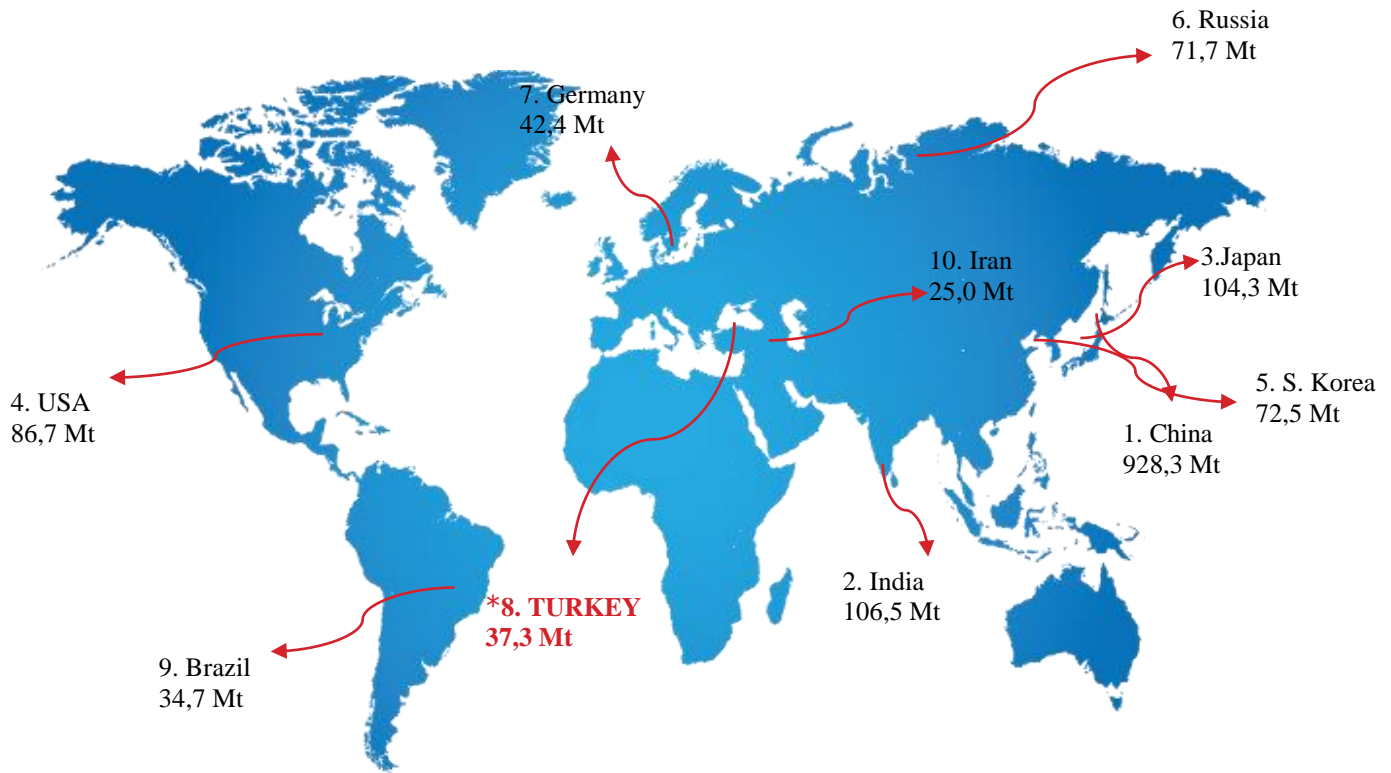 6. Russia
71,7 Mt
7. Germany
42,4 Mt
10. Iran
25,0 Mt
3.Japan
104,3 Mt
4. USA
86,7 Mt
5. S. Korea
72,5 Mt
1. China
928,3 Mt
2. India
106,5 Mt
*8. TURKEY
37,3 Mt
9. Brazil
34,7 Mt